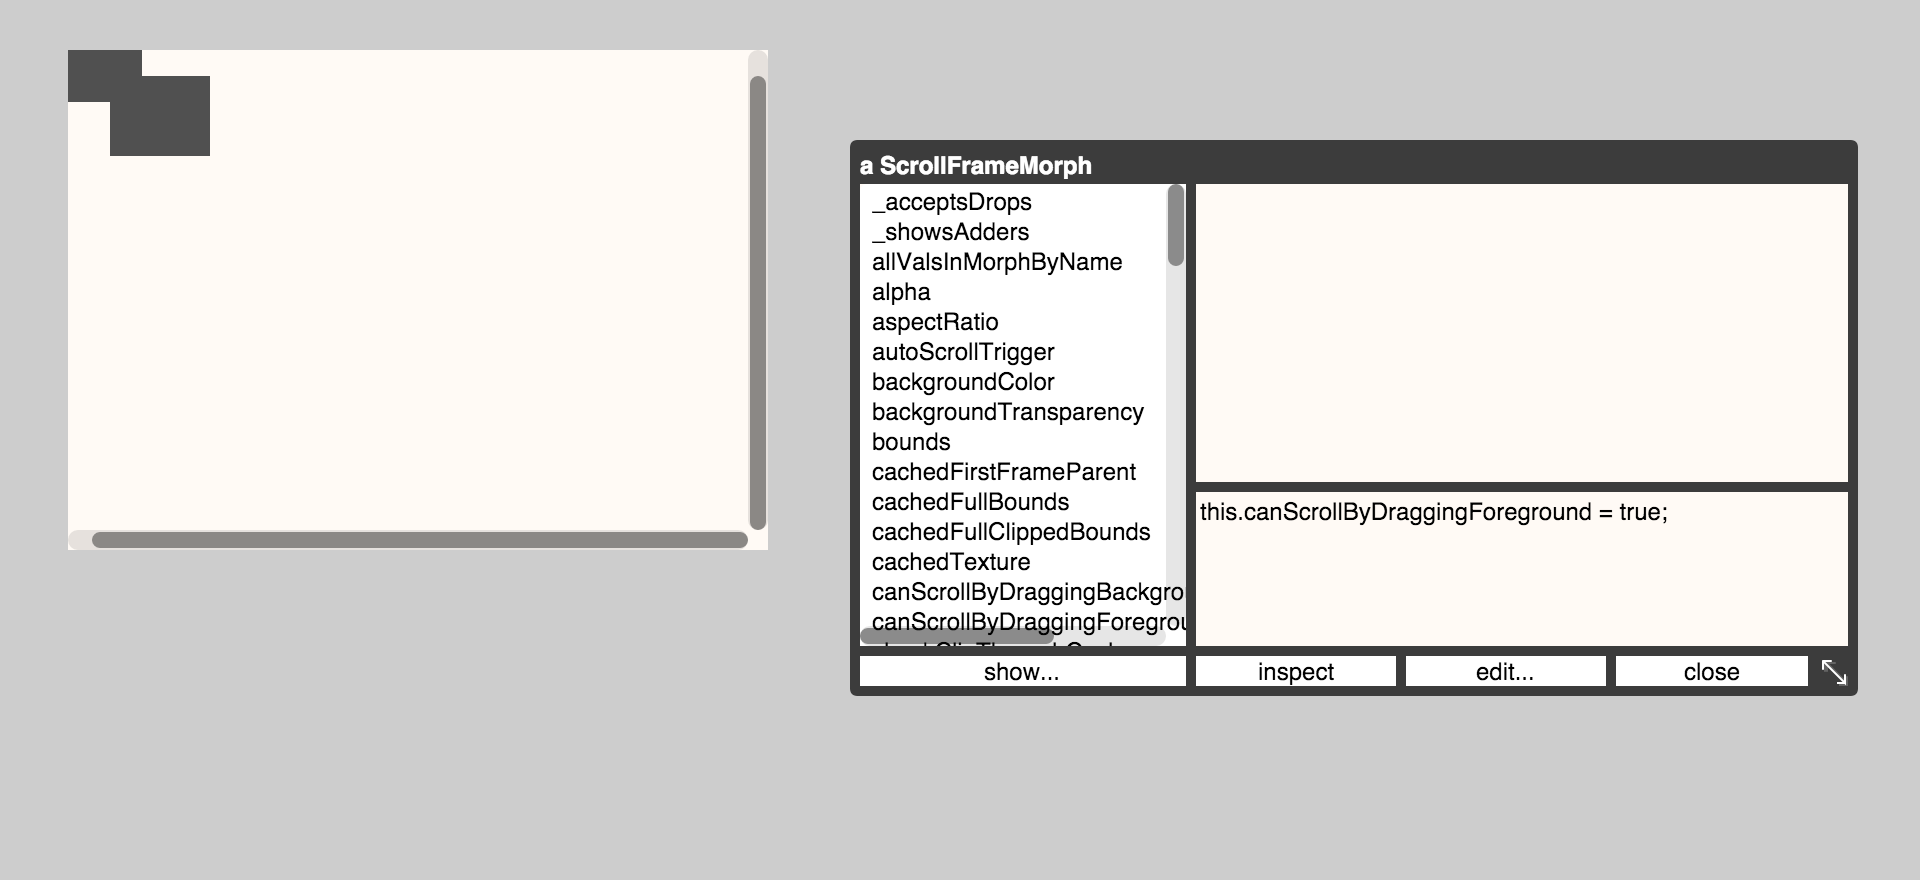 a ScrollFrameMorph
_acceptsDrops
_showsAdders
allValsInMorphByName
alpha
aspectRatio
autoScrollTrigger
backgroundColor
backgroundTransparency
bounds
cachedFirstFrameParent
cachedFullBounds
cachedFullClippedBounds
cachedTexture
canScrollByDraggingBackgro
canScrollByDraggingForegrou
this.canScrollByDraggingForeground = true;
show...
inspect
edit...
close